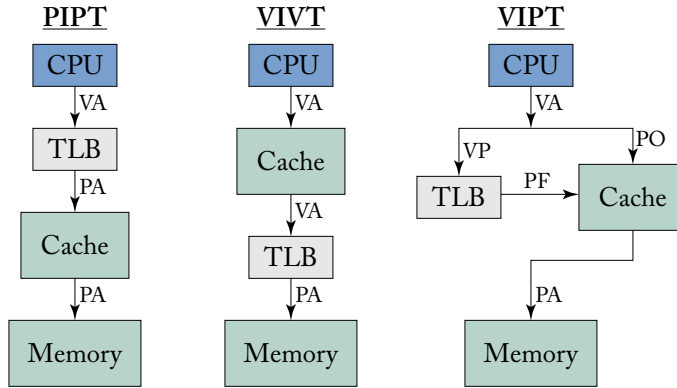 PIPT
CPU
VA
TLB
PA
Cache
PA
Memory
VIVT
CPU
VA
Cache
VA
TLB
PA
Memory
VIPT
CPU
VA
VP
PO
TLB
PF
Cache
PA
Memory